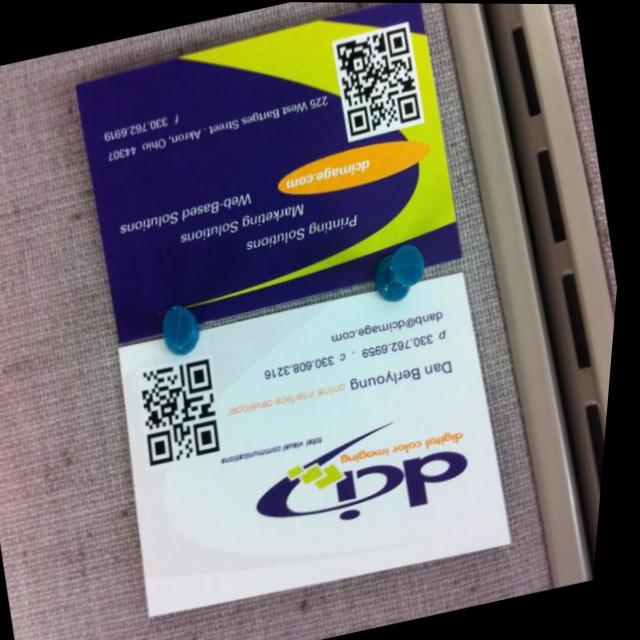 dci
digital color imaging
total visual communications
Dan Berlyoung online interface developer
p 330.762.6959 . c 330.608.3216
danb@dcimage.com
Printing Solutions
Marketing Solutions
Web-Based Solutions
dcimage.com
225 West Bartges Street . Akron, Ohio 44307
f 330.762.6919